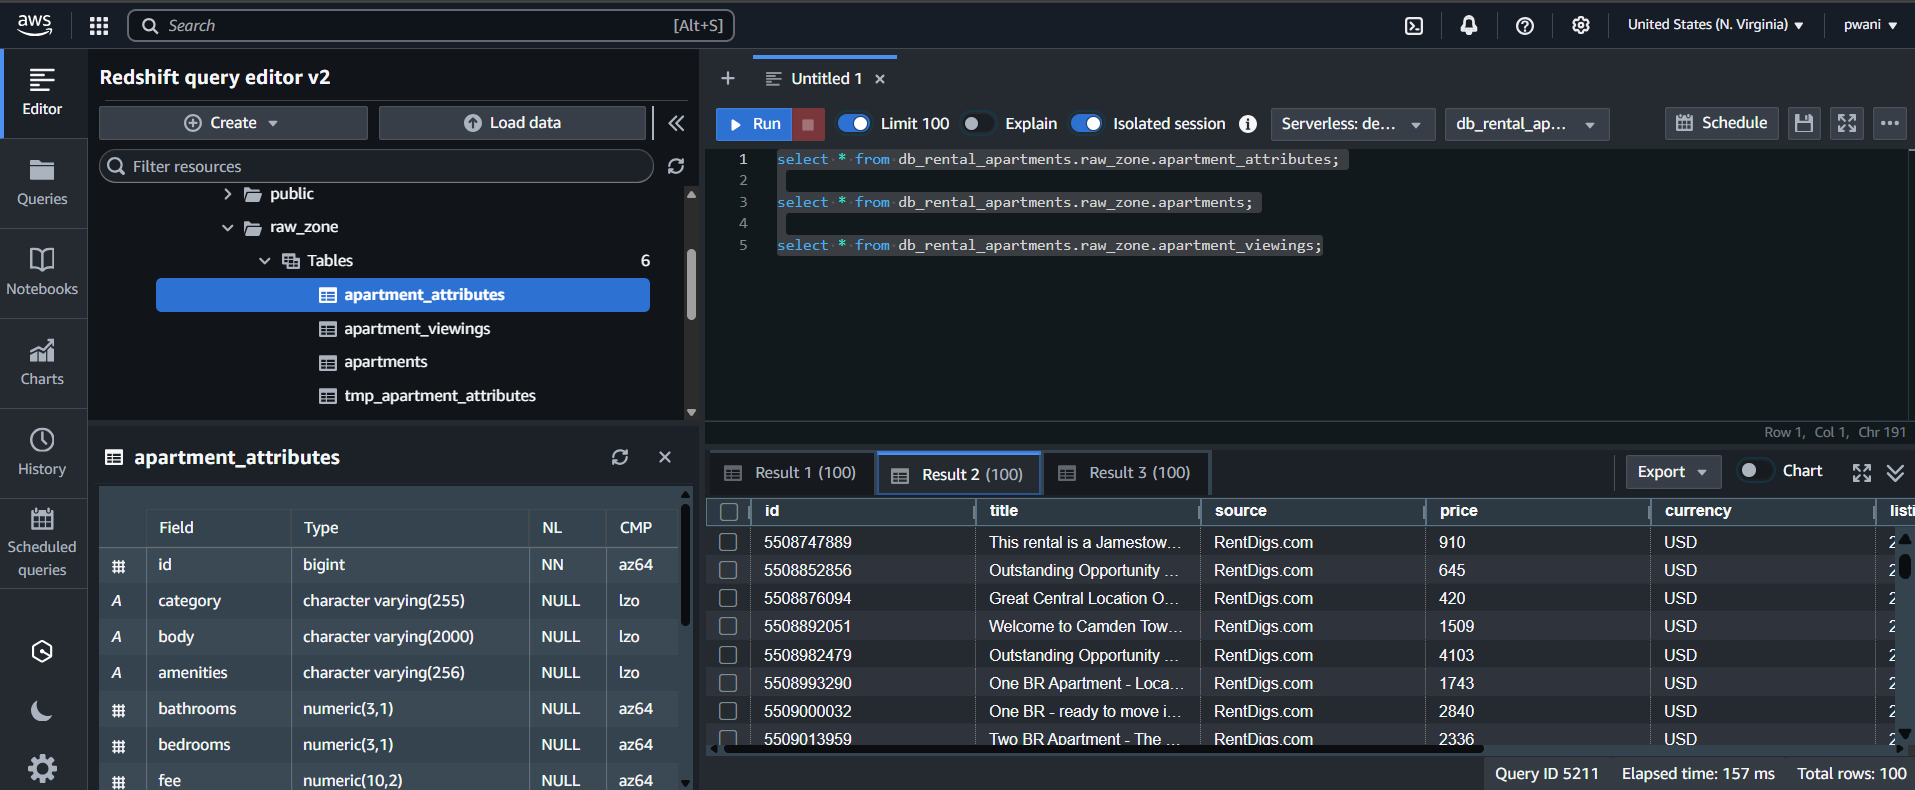 aws
Search [Alt+S]
United States (N. Virginia)
pwani
Editor
Queries
Notebooks
Charts
History
Scheduled
queries
Redshift query editor v2
Create
Load data
Filter resources
public
raw_zone
Tables 6
apartment_attributes
apartment_viewings
apartments
tmp_apartment_attributes
apartment_attributes
Field Type NL CMP
id bigint NN az64
A category character varying(255) NULL lzo
A body character varying(2000) NULL lzo
A amenities character varying(256) NULL lzo
bathrooms numeric(3,1) NULL az64
bedrooms numeric(3,1) NULL az64
fee numeric(10,2) NULL az64
Untitled 1
Run Limit 100 Explain Isolated session Serverless: de... db_rental_ap... Schedule
1 select * from db_rental_apartments.raw_zone.apartment_attributes;
2
3 select * from db_rental_apartments.raw_zone.apartments;
4
5 select * from db_rental_apartments.raw_zone.apartment_viewings;
Row 1, Col 1, Chr 191
Result 1 (100) Result 2 (100) Result 3 (100) Export Chart
id title source price currency listi
5508747889 This rental is a Jamestow... RentDigs.com 910 USD 2
5508852856 Outstanding Opportunity ... RentDigs.com 645 USD 2
5508876094 Great Central Location O... RentDigs.com 420 USD 2
5508892051 Welcome to Camden Tow... RentDigs.com 1509 USD 2
5508982479 Outstanding Opportunity ... RentDigs.com 4103 USD 2
5508993290 One BR Apartment - Loca... RentDigs.com 1743 USD 2
5509000032 One BR - ready to move i... RentDigs.com 2840 USD 2
5509013959 Two BR Apartment - The ... RentDigs.com 2336 USD 2
Query ID 5211 Elapsed time: 157 ms Total rows: 100